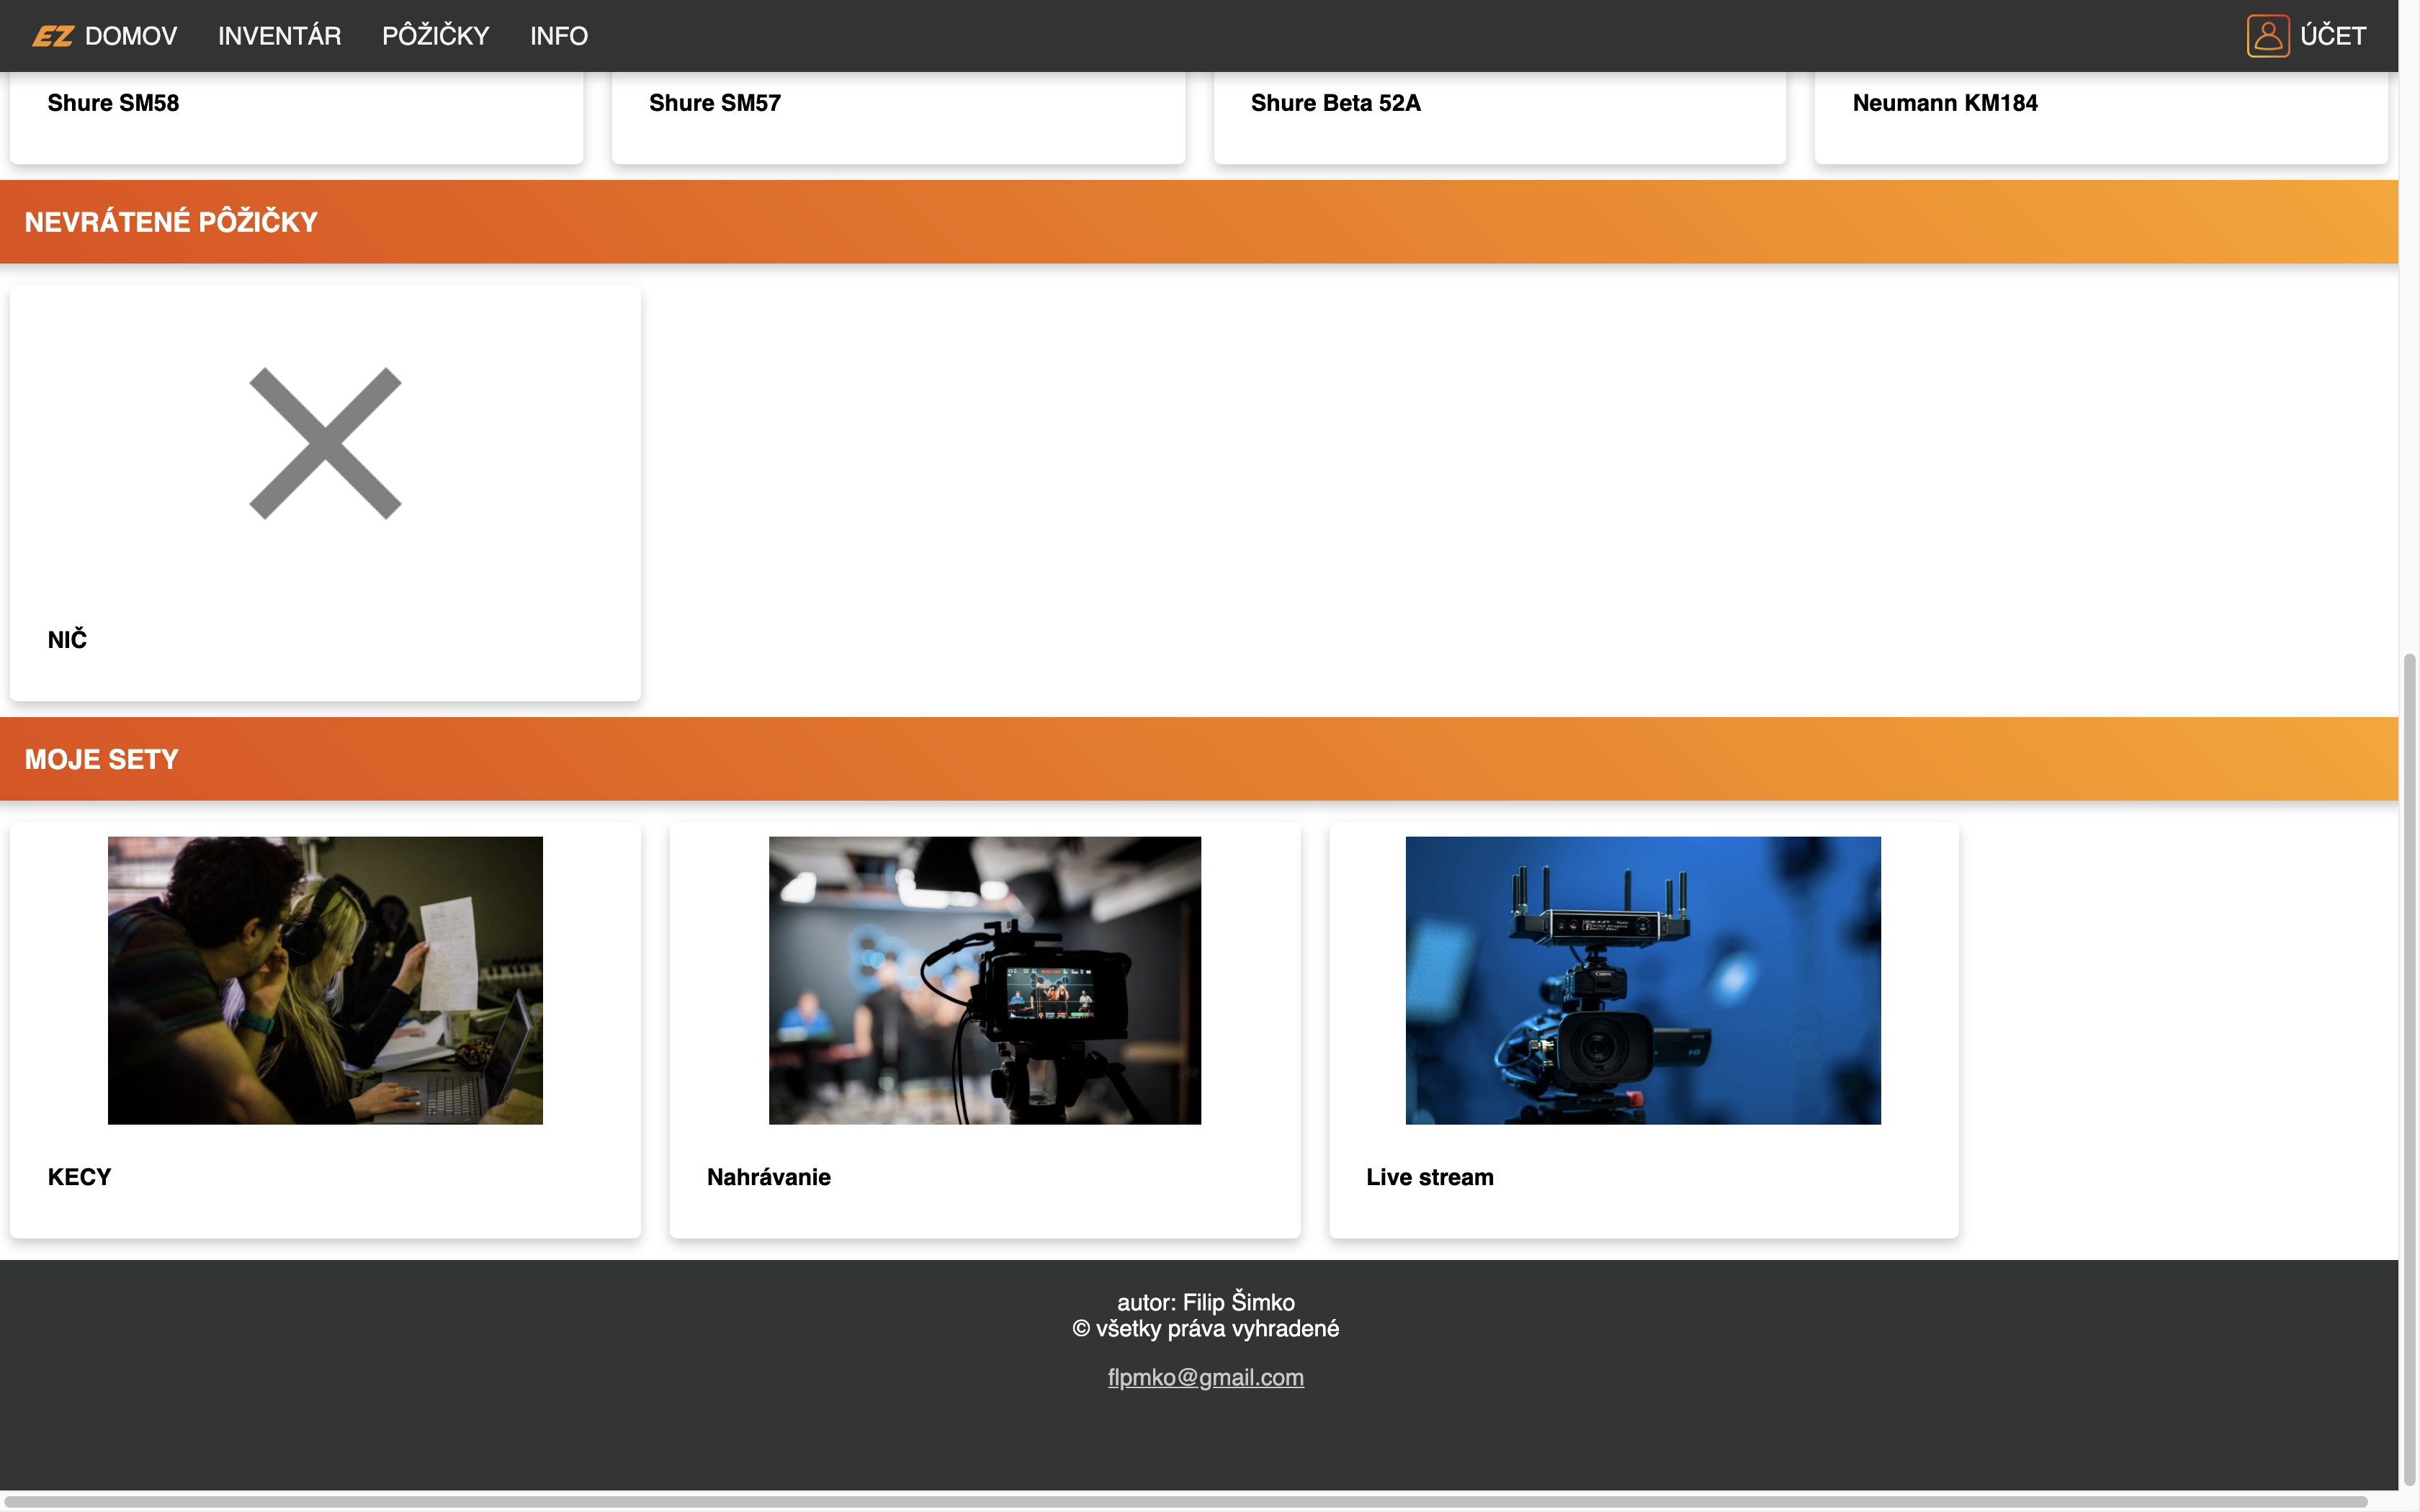 EZ DOMOV INVENTÁR PÔŽIČKY INFO ÚČET
Shure SM58 Shure SM57 Shure Beta 52A Neumann KM184
NEVRÁTENÉ PÔŽIČKY
NIČ
MOJE SETY
KECY Nahrávanie Live stream
autor: Filip Šimko
© všetky práva vyhradené
flpmko@gmail.com